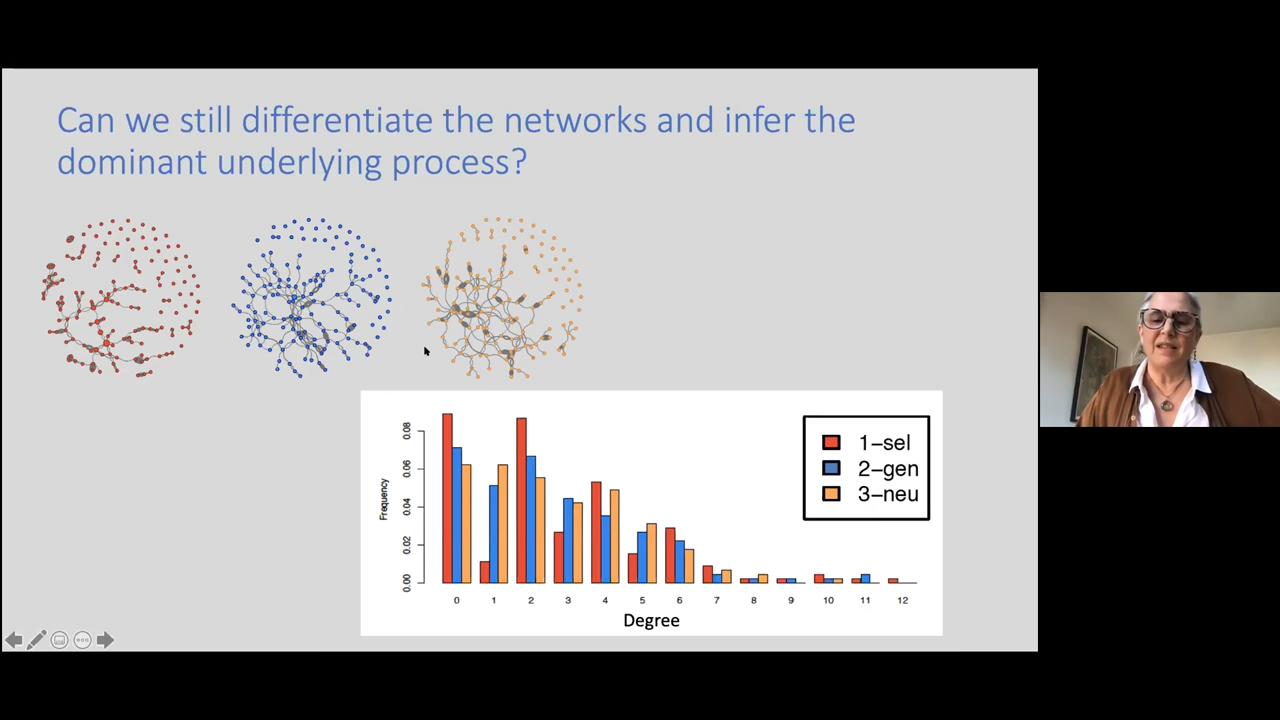 Can we still differentiate the networks and infer the
dominant underlying process?
Frequency
0.08
0.06
0.04
0.02
0.00
0 1 2 3 4 5 6 7 8 9 10 11 12
Degree
1-sel
2-gen
3-neu